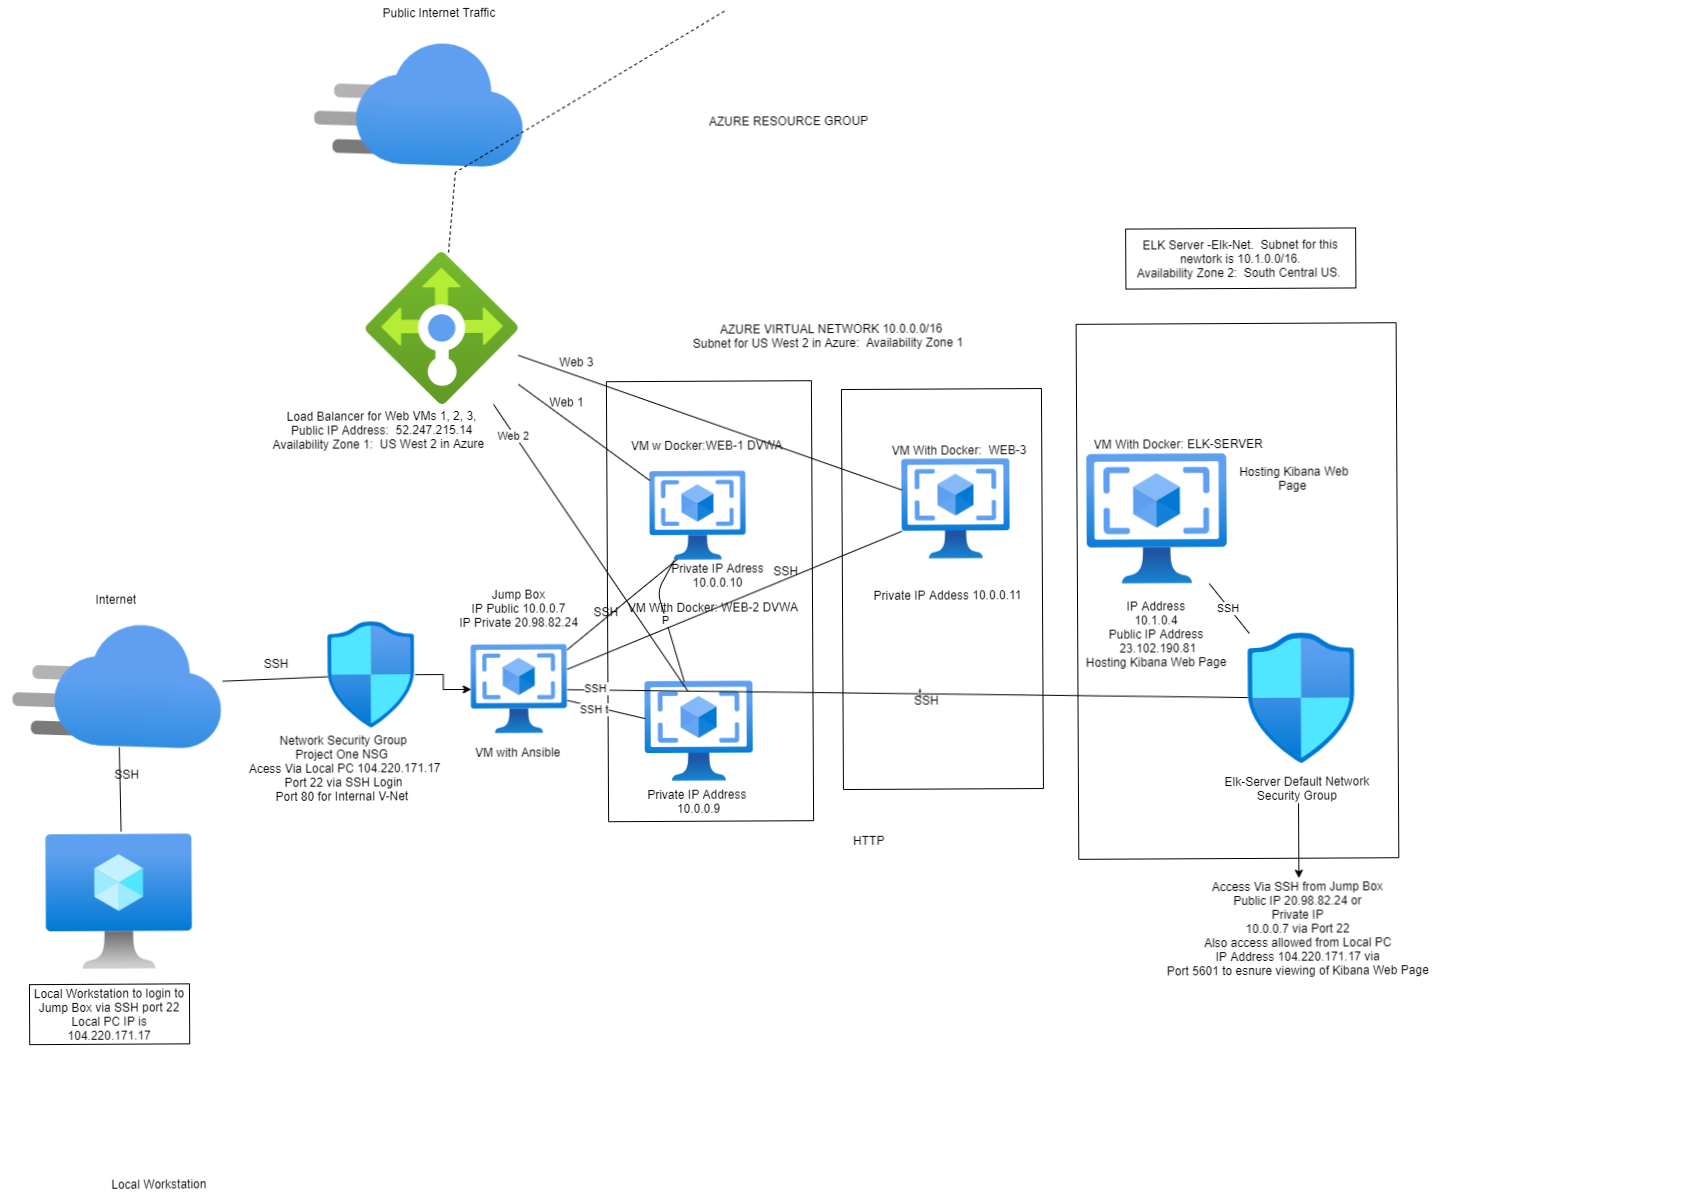 Public Internet Traffic
AZURE RESOURCE GROUP
ELK Server -Elk-Net.  Subnet for this
newtork is 10.1.0.0/16.
Availability Zone 2:  South Central US.
AZURE VIRTUAL NETWORK 10.0.0.0/16
Subnet for US West 2 in Azure:  Availability Zone 1
Web 3
Web 1
Web 2
Load Balancer for Web VMs 1, 2, 3,
Public IP Address:  52.247.215.14
Availability Zone 1:  US West 2 in Azure
VM w Docker:WEB-1 DVWA
VM With Docker:  WEB-3
VM With Docker: ELK-SERVER
Hosting Kibana Web
Page
Private IP Adress
10.0.0.10
SSH
Private IP Addess 10.0.0.11
Jump Box
IP Public 10.0.0.7
IP Private 20.98.82.24
SSH
VM With Docker: WEB-2 DVWA
P
IP Address
10.1.0.4
Public IP Address
23.102.190.81
Hosting Kibana Web Page
SSH
Internet
SSH
SSH
SSH t
SSH
VM with Ansible
Network Security Group
Project One NSG
Acess Via Local PC 104.220.171.17
Port 22 via SSH Login
Port 80 for Internal V-Net
SSH
Private IP Address
10.0.0.9
Elk-Server Default Network
Security Group
HTTP
Access Via SSH from Jump Box
Public IP 20.98.82.24 or
Private IP
10.0.0.7 via Port 22
Also access allowed from Local PC
IP Address 104.220.171.17 via
Port 5601 to esnure viewing of Kibana Web Page
Local Workstation to login to
Jump Box via SSH port 22
Local PC IP is
104.220.171.17
Local Workstation